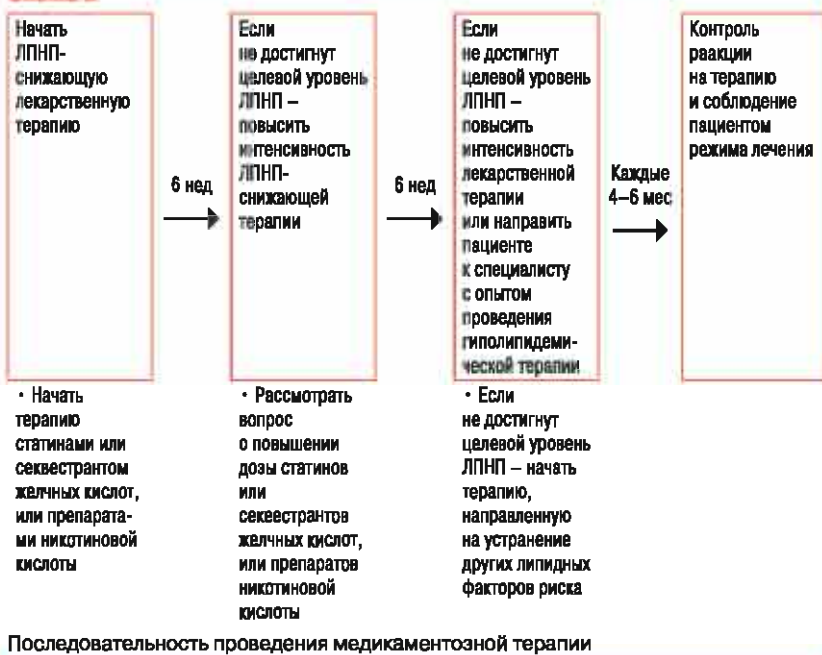 Начать
ЛПНП-
снижающую
лекарственную
терапию
6 нед
Если
не достигнут
целевой уровень
ЛПНП –
повысить
интенсивность
ЛПНП-
снижающей
терапии
6 нед
Если
не достигнут
целевой уровень
ЛПНП –
повысить
интенсивность
лекарственной
терапии
или направить
пациенте
к специалисту
с опытом
проведения
гиполипидеми-
ческой терапии
Каждые
4–6 мес
Контроль
раакции
на терапию
и соблюдение
пациентом
режима лечения
• Начать
терапию
статинами или
секвестрантом
желчных кислот,
или препарата-
ми никотиновой
кислоты
• Рассмотрать
вопрос
о повышении
дозы статинов
или
секеестрантов
желчных кислот,
или препаратов
никотиновой
кислоты
• Если
не достигнут
целевой уровень
ЛПНП – начать
терапию,
направленную
на устранение
других липидных
факторов риска
Последовательность проведения медикаментозной терапии